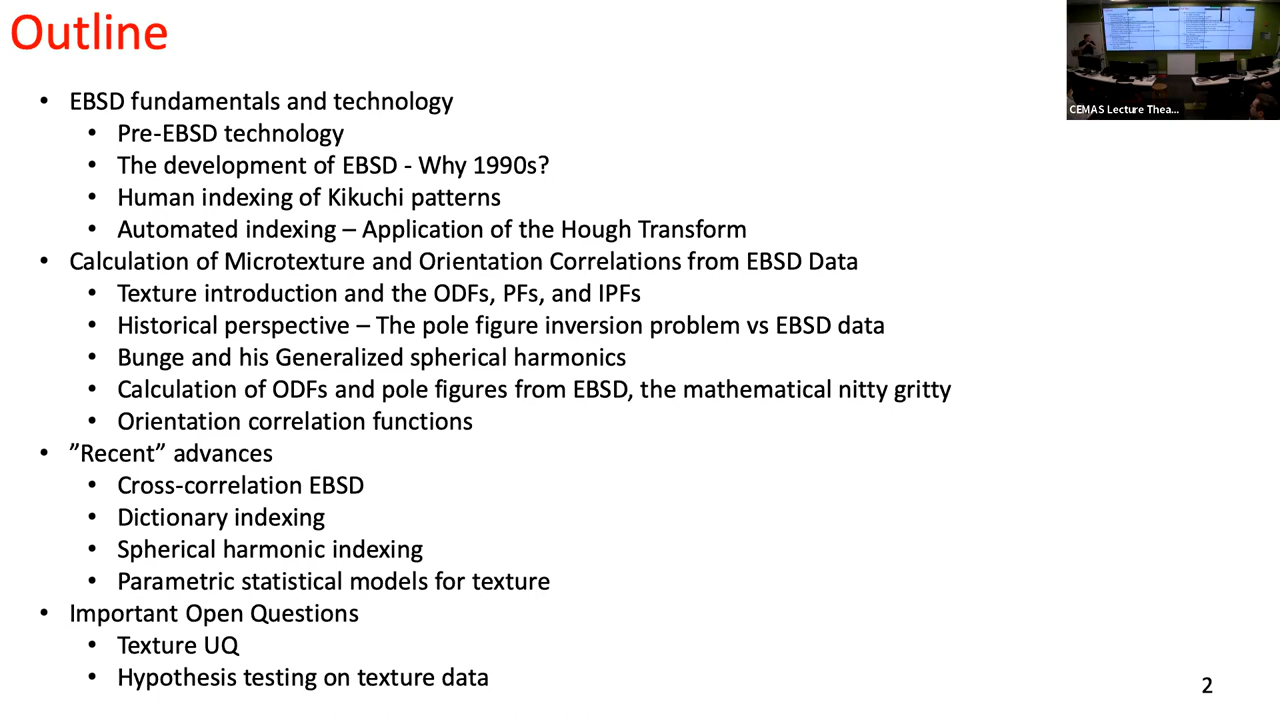 Outline
CEMAS Lecture Thea...
• EBSD fundamentals and technology
• Pre-EBSD technology
• The development of EBSD - Why 1990s?
• Human indexing of Kikuchi patterns
• Automated indexing – Application of the Hough Transform
• Calculation of Microtexture and Orientation Correlations from EBSD Data
• Texture introduction and the ODFs, PFs, and IPFs
• Historical perspective – The pole figure inversion problem vs EBSD data
• Bunge and his Generalized spherical harmonics
• Calculation of ODFs and pole figures from EBSD, the mathematical nitty gritty
• Orientation correlation functions
• ”Recent” advances
• Cross-correlation EBSD
• Dictionary indexing
• Spherical harmonic indexing
• Parametric statistical models for texture
• Important Open Questions
• Texture UQ
• Hypothesis testing on texture data
2